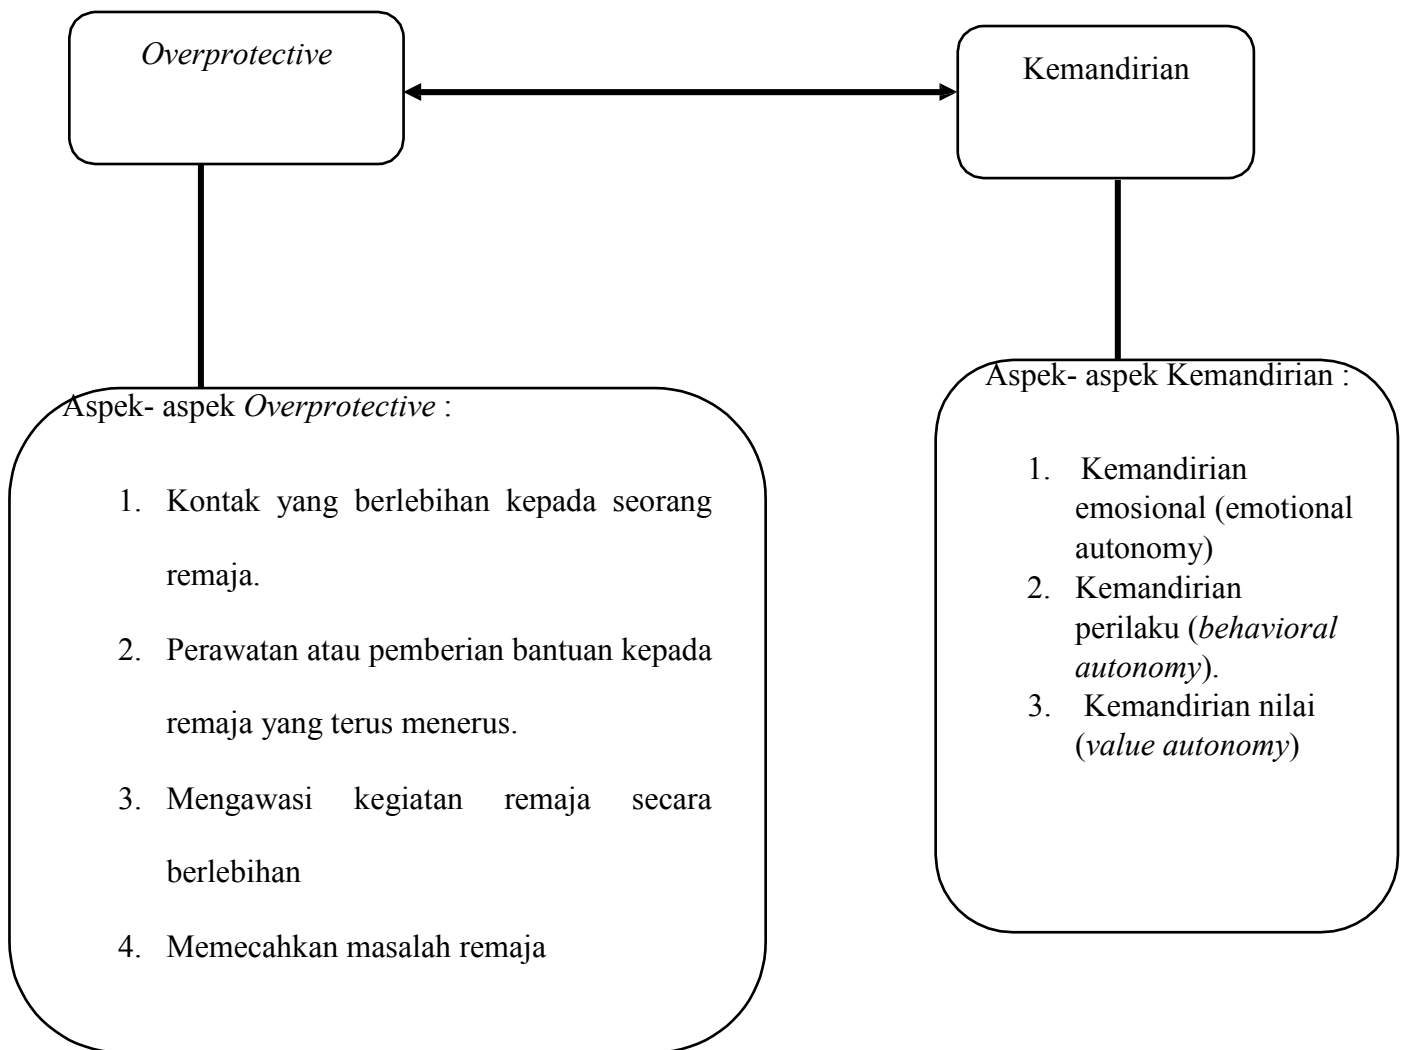 Overprotective
Kemandirian
Aspek- aspek Overprotective :
1. Kontak yang berlebihan kepada seorang
remaja.
2. Perawatan atau pemberian bantuan kepada
remaja yang terus menerus.
3. Mengawasi kegiatan remaja secara
berlebihan
4. Memecahkan masalah remaja
Aspek- aspek Kemandirian :
1. Kemandirian
emosional (emotional
autonomy)
2. Kemandirian
perilaku (behavioral
autonomy).
3. Kemandirian nilai
(value autonomy)